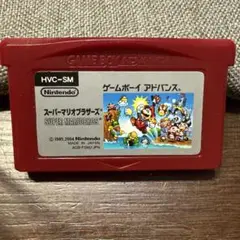 GAME BOY ADVANCE
HVC-SM
Nintendo
ゲームボーイ アドバンス
スーパーマリオブラザーズ
SUPER MARIO BROS.
© 1985, 2004 Nintendo
MADE IN JAPAN